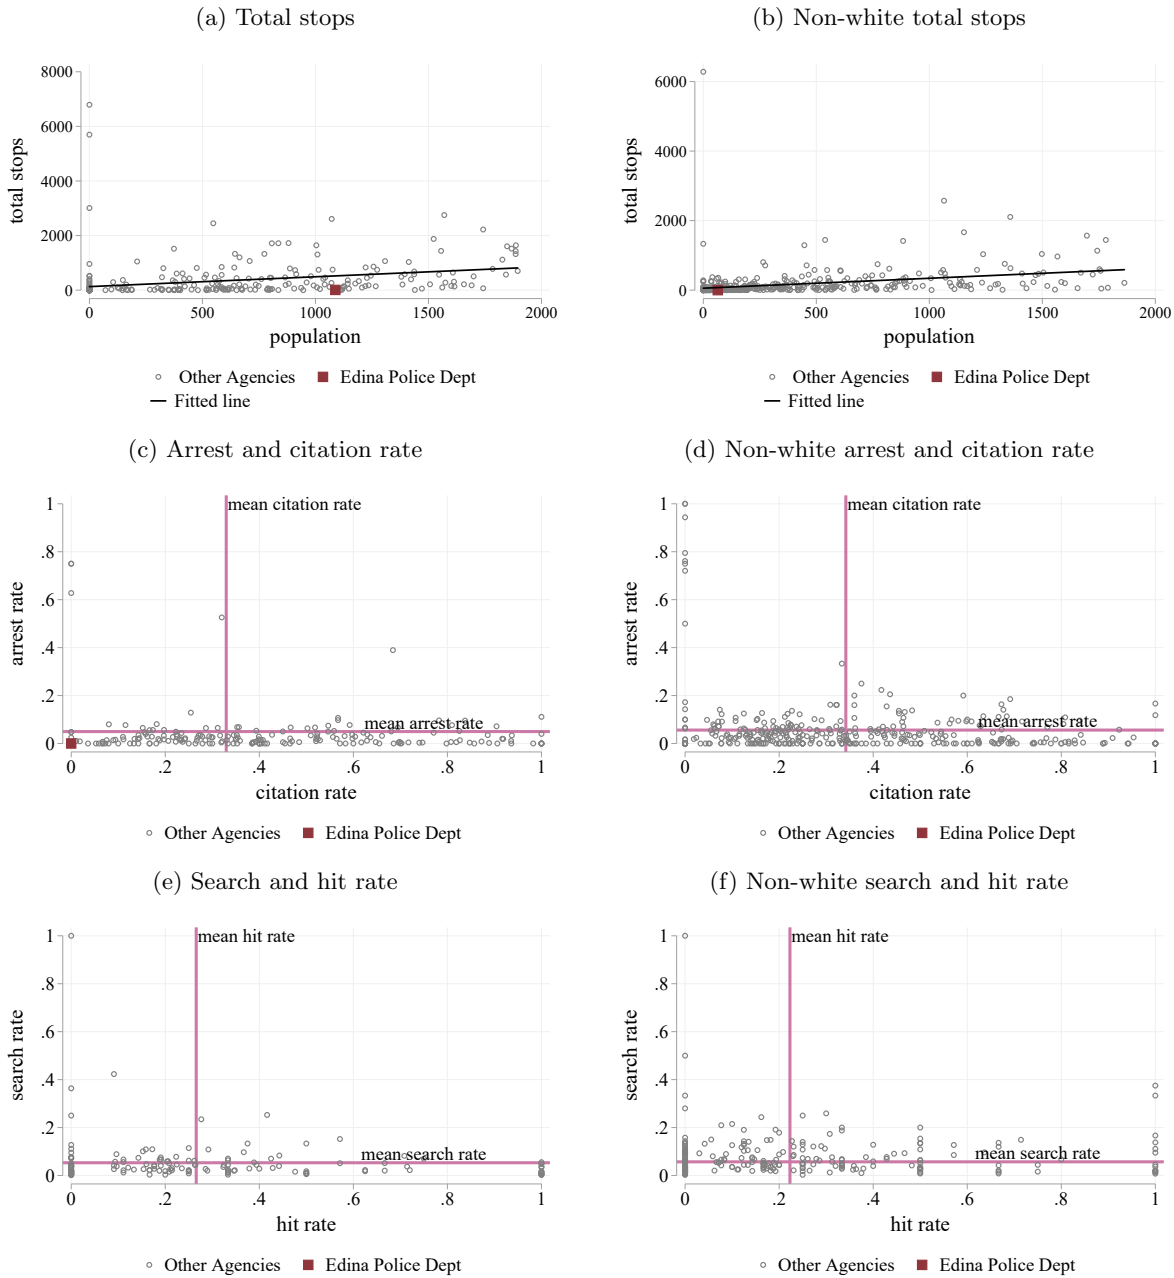 (a) Total stops
(b) Non-white total stops
8000
6000
4000
2000
0
total stops
0 500 1000 1500 2000
population
Other Agencies Edina Police Dept
Fitted line
6000
4000
2000
0
total stops
0 500 1000 1500 2000
population
Other Agencies Edina Police Dept
Fitted line
(c) Arrest and citation rate
(d) Non-white arrest and citation rate
1
.8
.6
.4
.2
0
arrest rate
mean citation rate
mean arrest rate
0 .2 .4 .6 .8 1
citation rate
Other Agencies Edina Police Dept
1
.8
.6
.4
.2
0
arrest rate
mean citation rate
mean arrest rate
0 .2 .4 .6 .8 1
citation rate
Other Agencies Edina Police Dept
(e) Search and hit rate
(f) Non-white search and hit rate
1
.8
.6
.4
.2
0
search rate
mean hit rate
mean search rate
0 .2 .4 .6 .8 1
hit rate
Other Agencies Edina Police Dept
1
.8
.6
.4
.2
0
search rate
mean hit rate
mean search rate
0 .2 .4 .6 .8 1
hit rate
Other Agencies Edina Police Dept